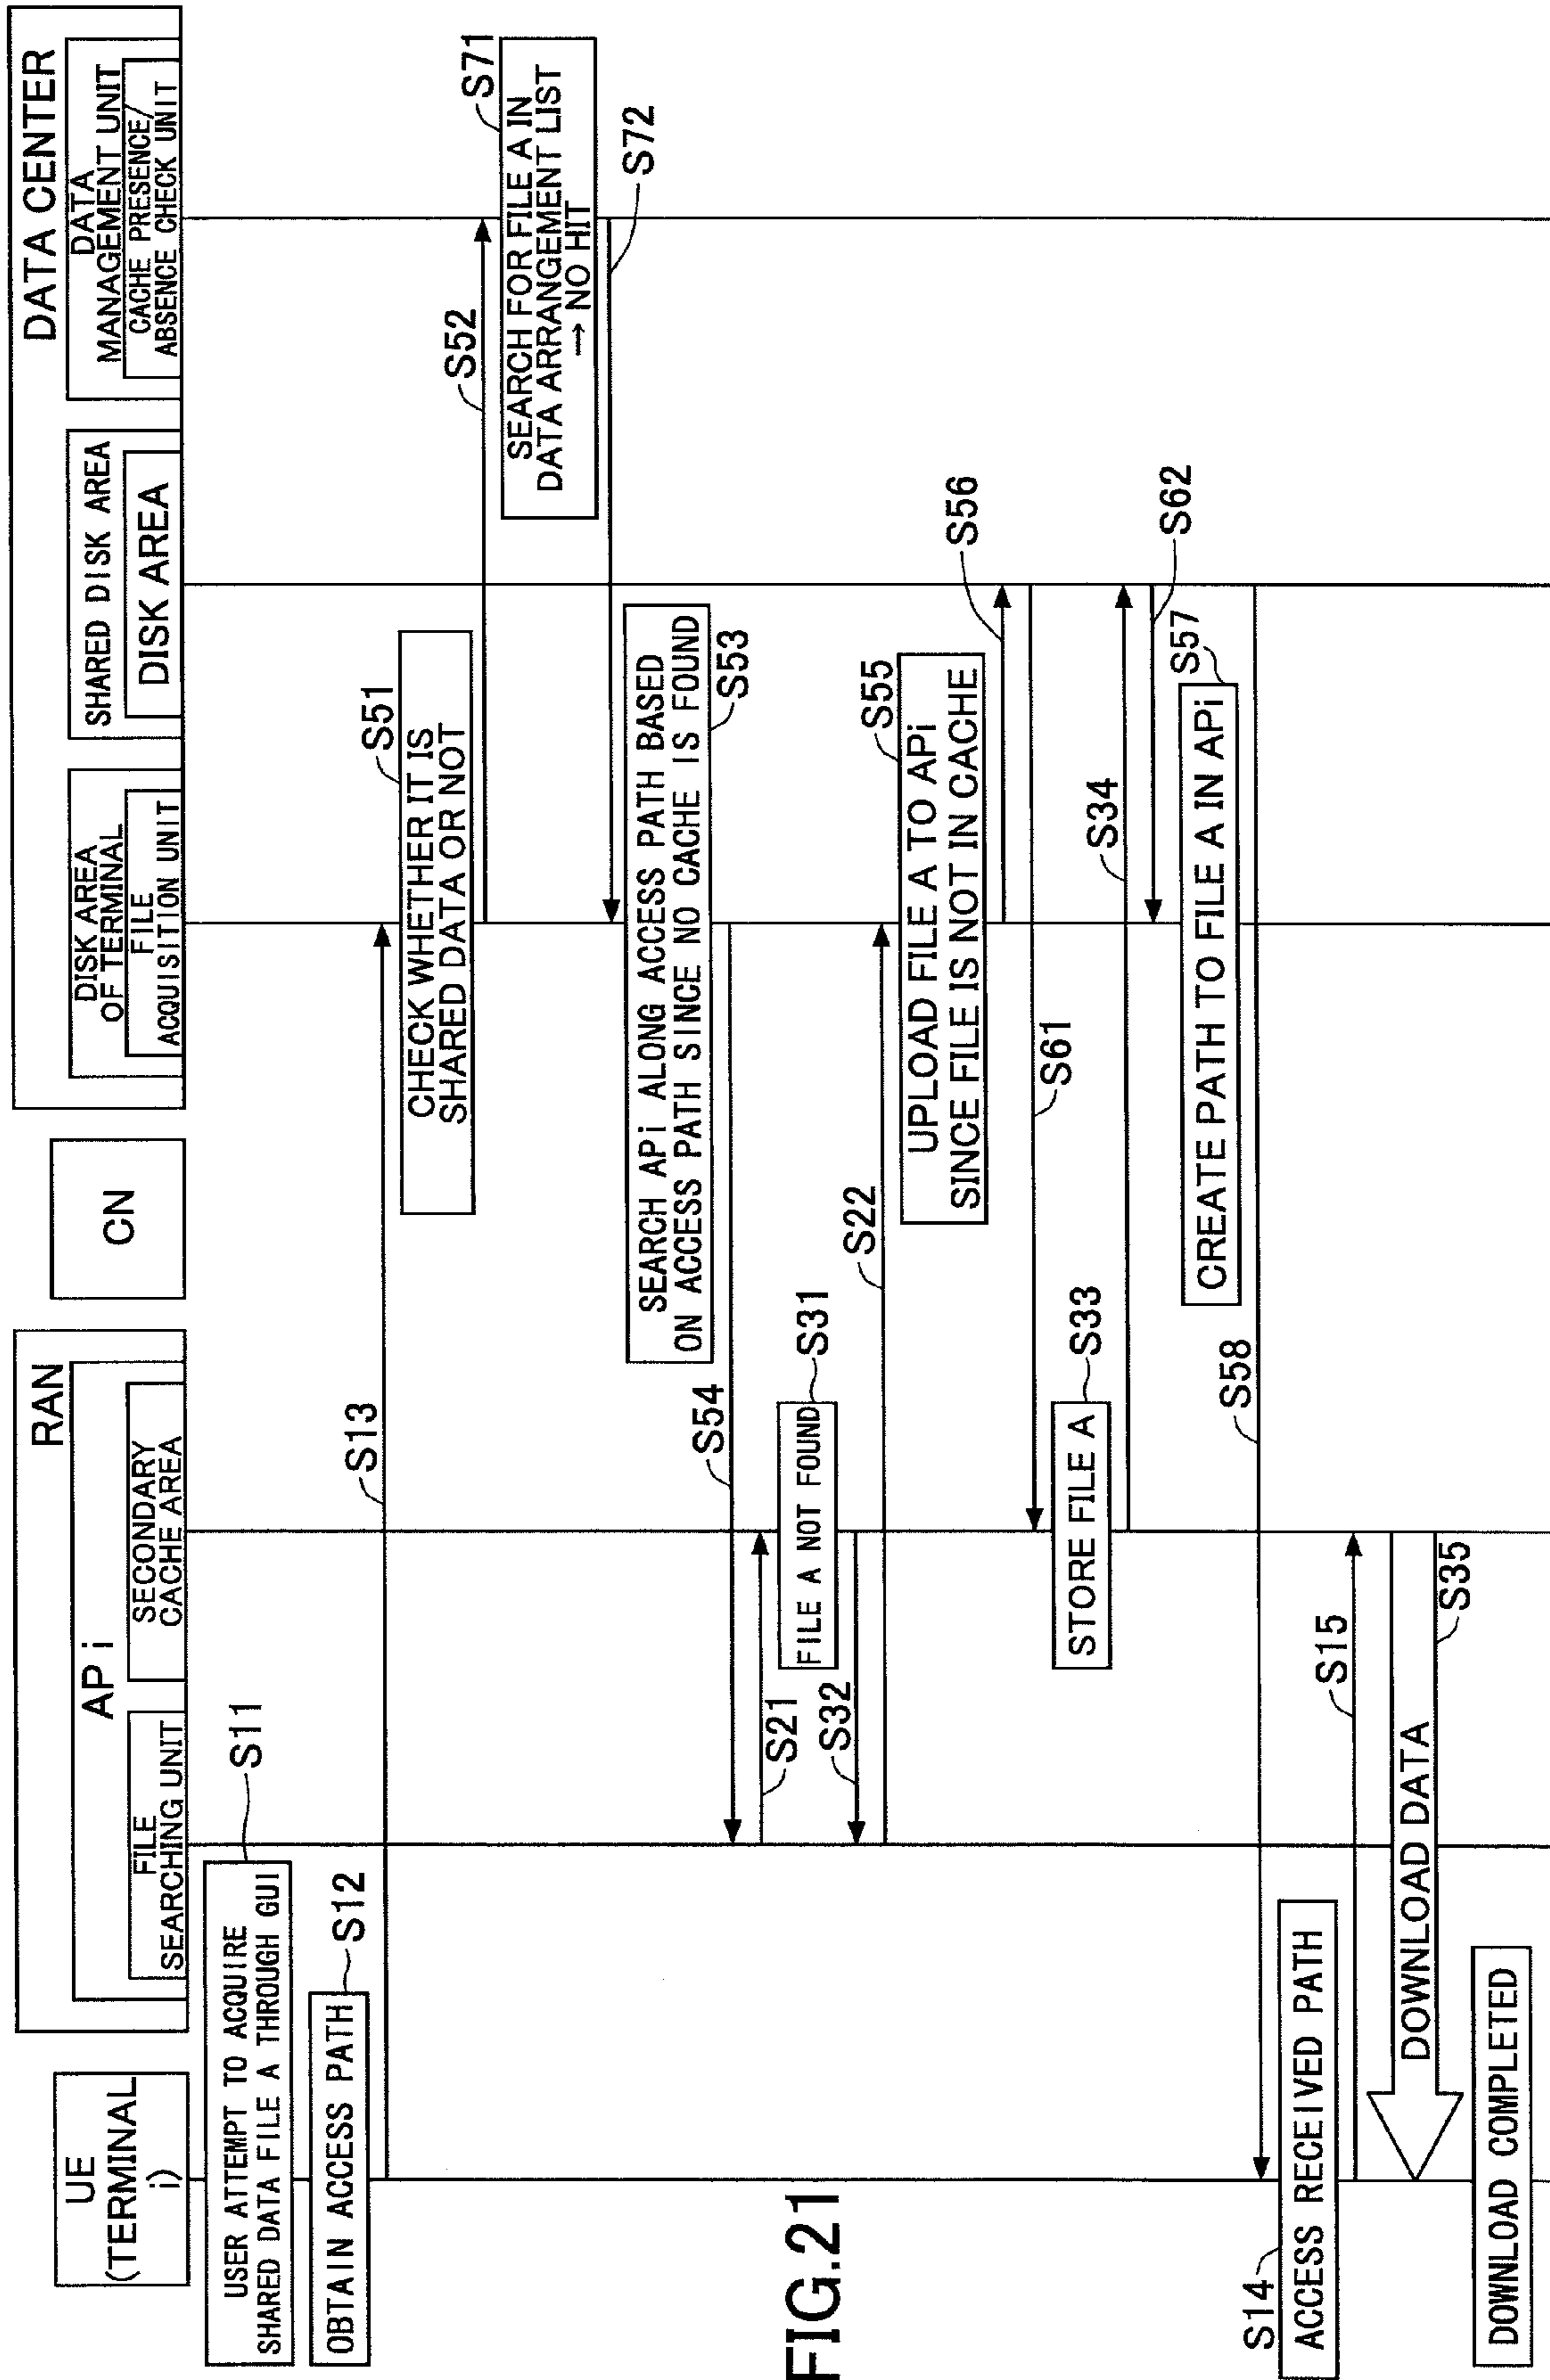 UE
(TERMINAL
i)
RAN
APi
FILE
SEARCHING UNIT
SECONDARY
CACHE AREA
CN
DATA CENTER
DISK AREA
OF TERMINAL
FILE
ACQUISITION UNIT
SHARED DISK AREA
DISK AREA
DATA
MANAGEMENT UNIT
CACHE PRESENCE/
ABSENCE CHECK UNIT
USER ATTEMPT TO ACQUIRE
SHARED DATA FILE A THROUGH GUI
S11
OBTAIN ACCESS PATH
S12
S13
CHECK WHETHER IT IS
SHARED DATA OR NOT
S51
S52
SEARCH FOR FILE A IN
DATA ARRANGEMENT LIST
→ NO HIT
S71
S72
SEARCH APi ALONG ACCESS PATH BASED
ON ACCESS PATH SINCE NO CACHE IS FOUND
S53
S54
S21
FILE A NOT FOUND
S31
S32
S22
UPLOAD FILE A TO APi
SINCE FILE IS NOT IN CACHE
S55
S56
S61
STORE FILE A
S33
S34
S62
CREATE PATH TO FILE A IN APi
S57
S58
S14
ACCESS RECEIVED PATH
S15
DOWNLOAD DATA
S35
DOWNLOAD COMPLETED
FIG.21